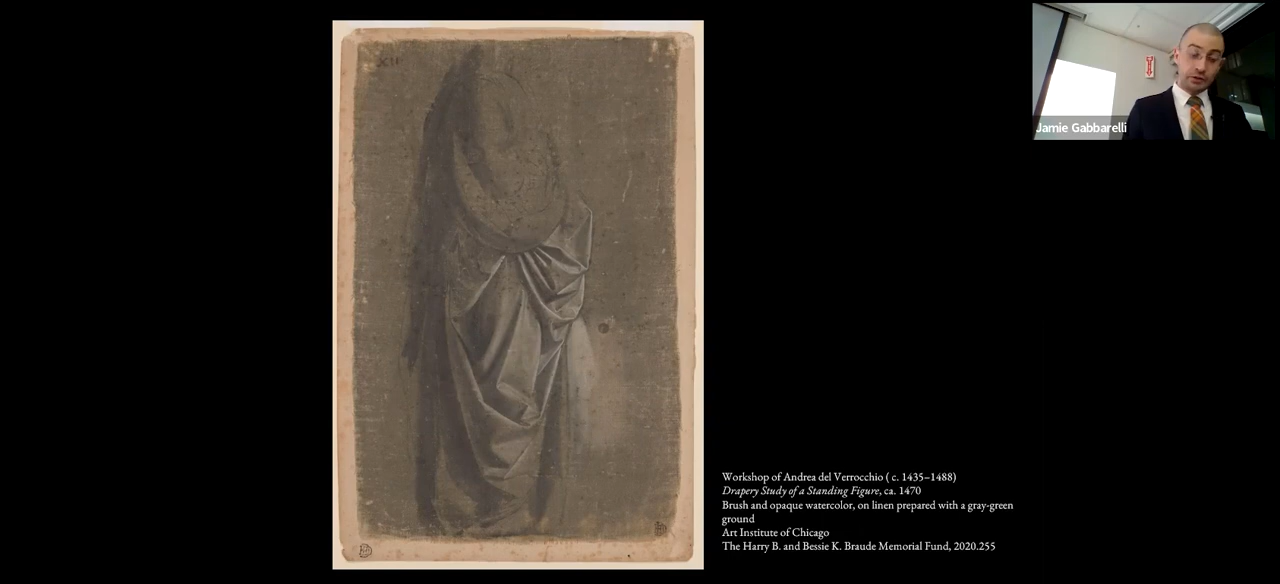 Jamie Gabbarelli
Workshop of Andrea del Verrocchio ( c. 1435–1488)
Drapery Study of a Standing Figure, ca. 1470
Brush and opaque watercolor, on linen prepared with a gray-green
ground
Art Institute of Chicago
The Harry B. and Bessie K. Braude Memorial Fund, 2020.255